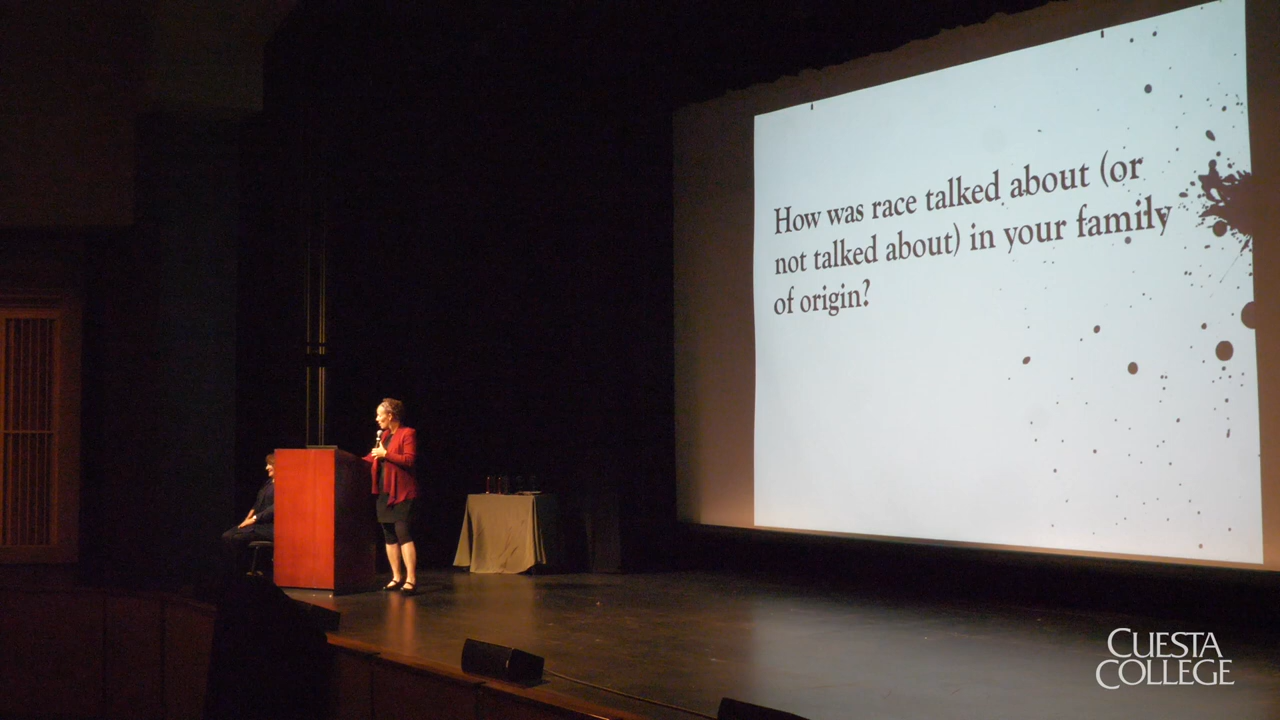 How was race talked about (or
not talked about) in your family
of origin?
CUESTA
COLLEGE